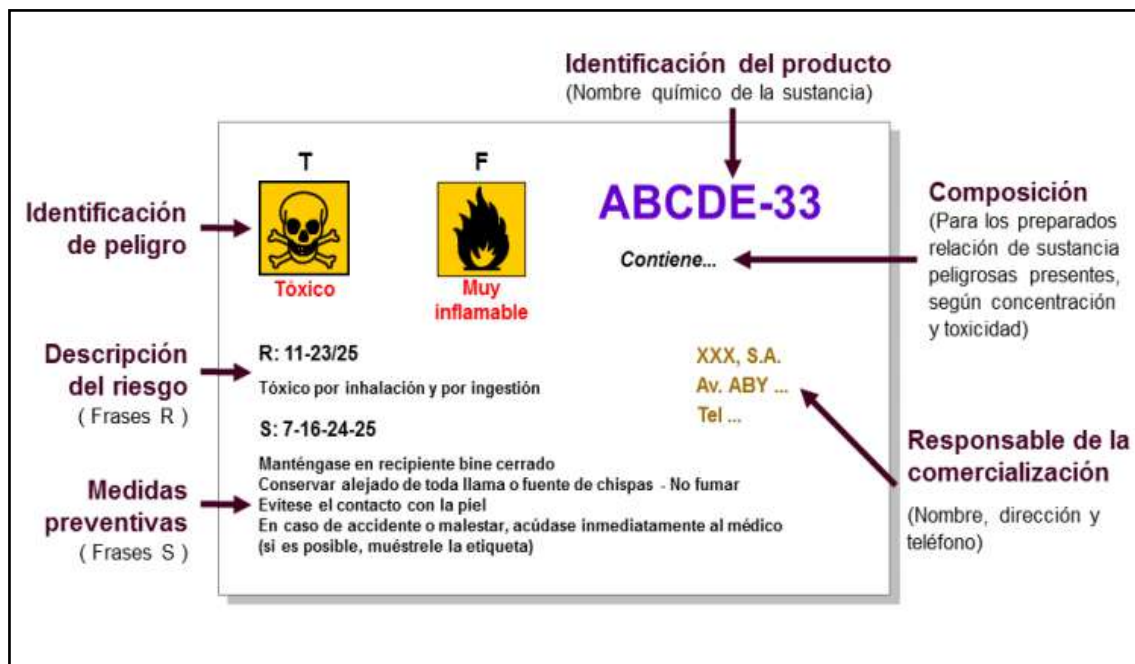 Identificación del producto
(Nombre químico de la sustancia)
T
F
ABCDE-33
Contiene...
Tòxico
Muy
inflamable
Identificación
de peligro
Composición
(Para los preparados
relación de sustancia
peligrosas presentes,
según concentración
y toxicidad)
Descripción
del riesgo
( Frases R )
R: 11-23/25
Tóxico por inhalación y por ingestión
XXX, S.A.
Av. ABY ...
Tel ...
S: 7-16-24-25
Manténgase en recipiente bine cerrado
Conservar alejado de toda llama o fuente de chispas - No fumar
Evitese el contacto con la piel
En caso de accidente o malestar, acúdase inmediatamente al médico
(si es posible, muéstrele la etiqueta)
Medidas
preventivas
( Frases S )
Responsable de la
comercialización
(Nombre, dirección y
teléfono)